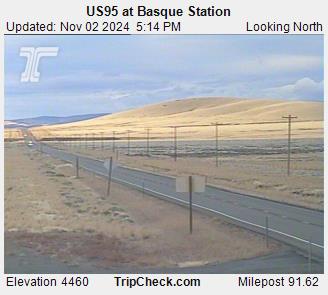 US95 at Basque Station
Updated: Nov 02 2024 5:14 PM Looking North
Elevation 4460 TripCheck.com Milepost 91.62